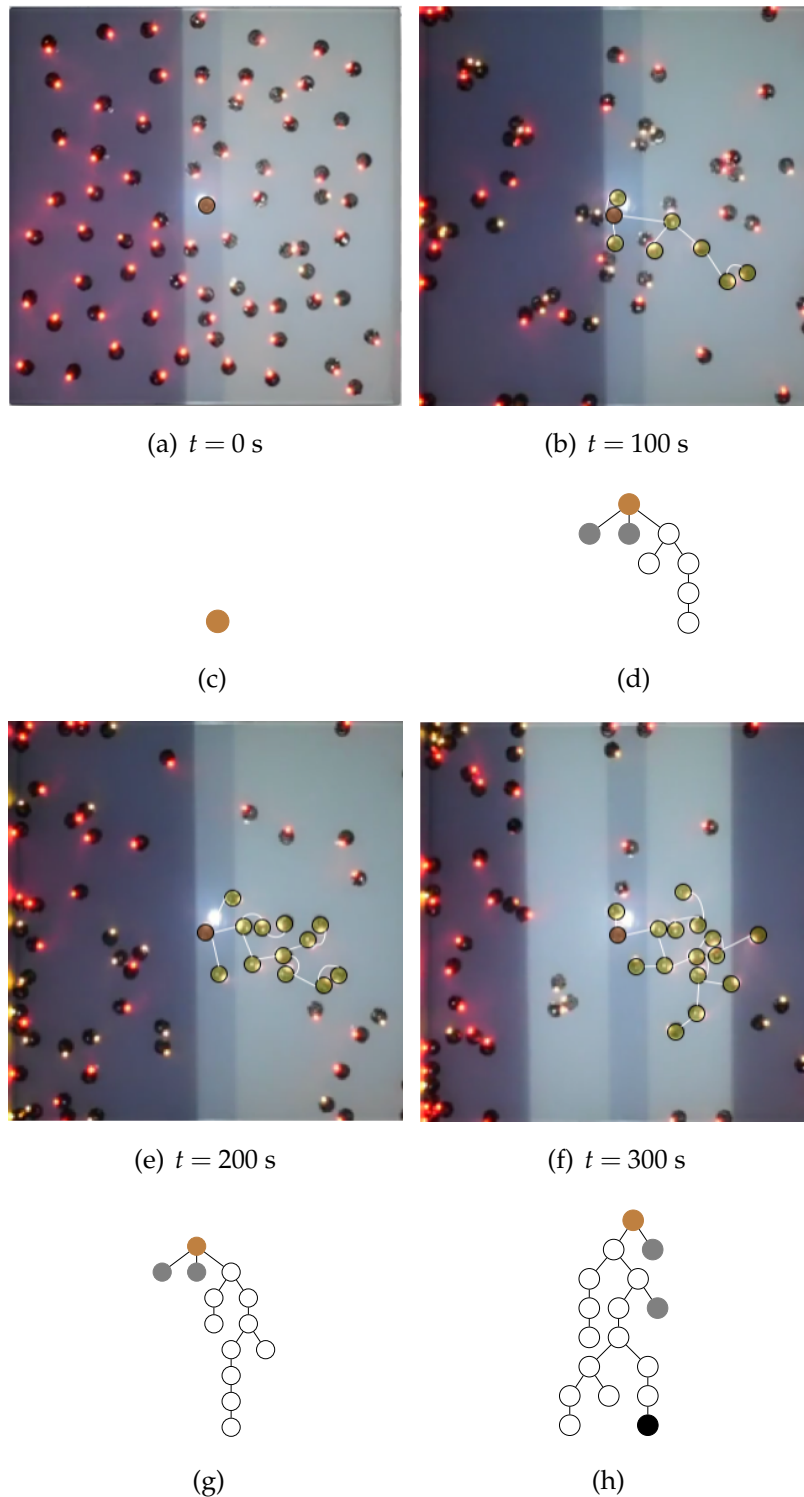 (a) t = 0 s
(b) t = 100 s
(c)
(d)
(e) t = 200 s
(f) t = 300 s
(g)
(h)